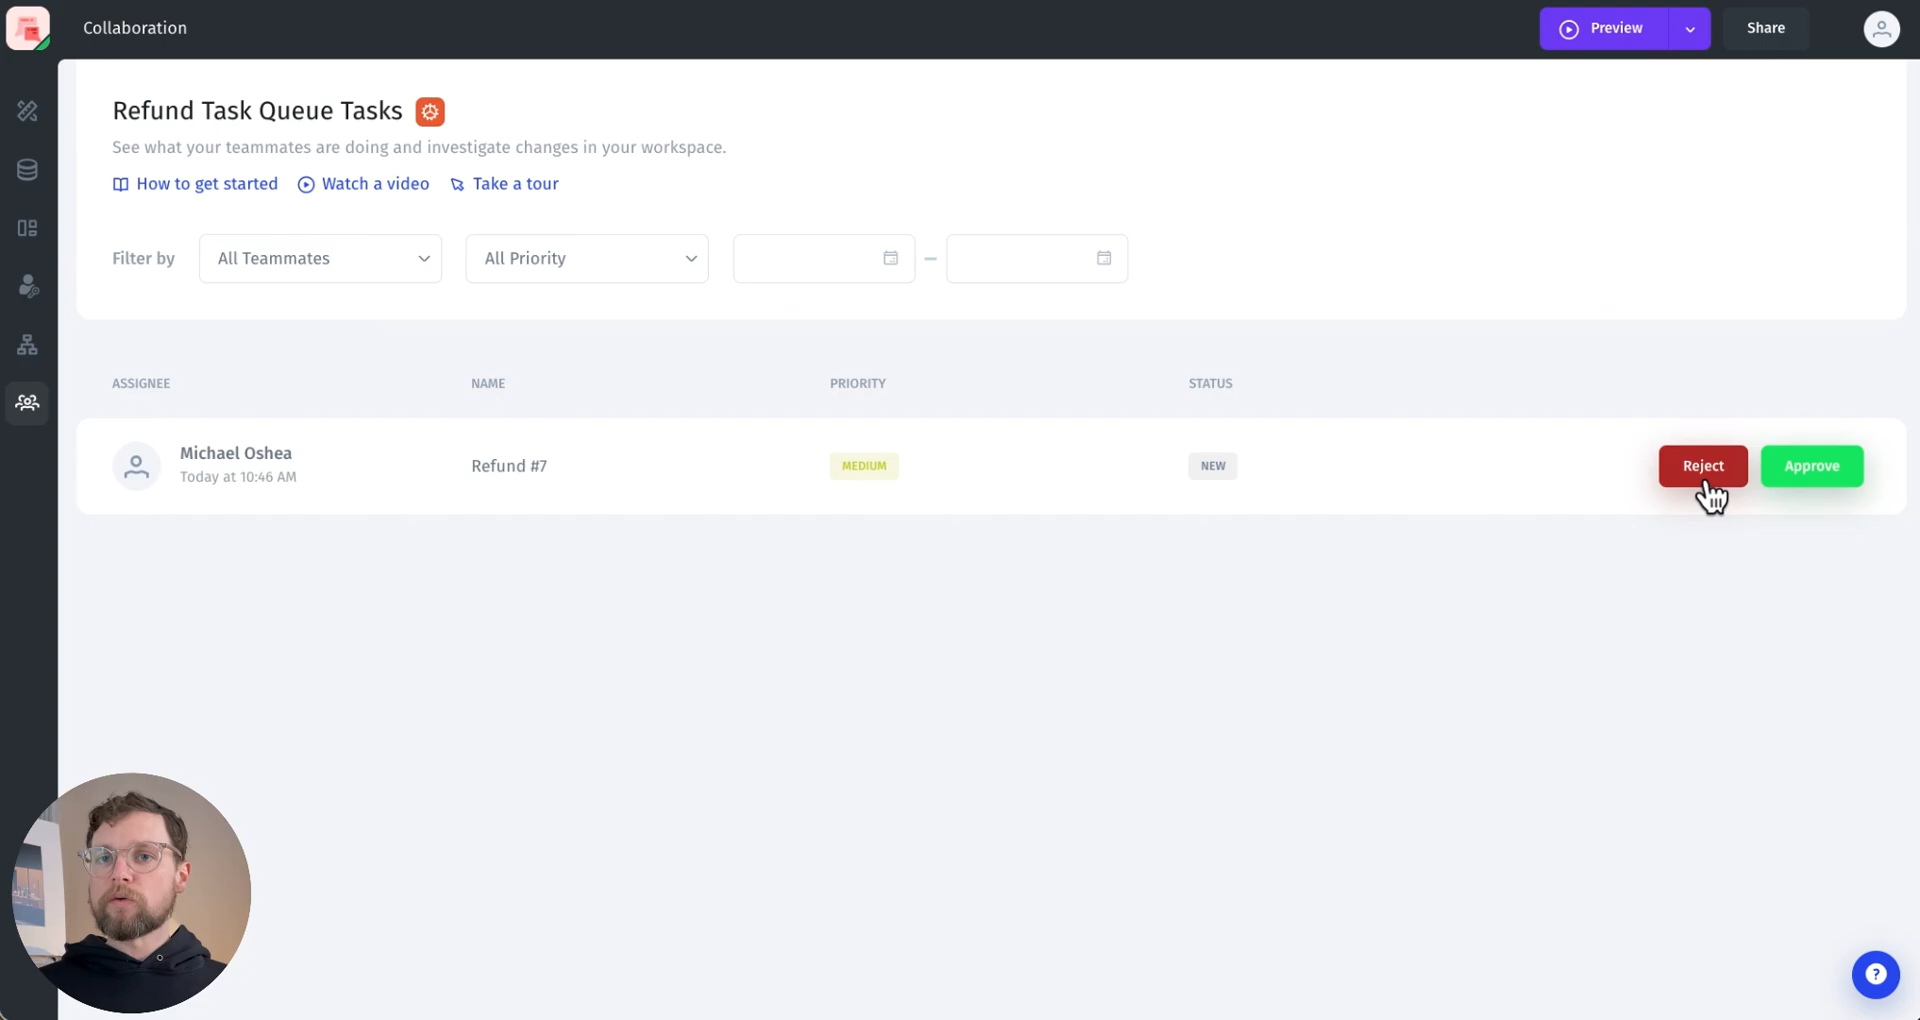 Collaboration
Preview
Share
Refund Task Queue Tasks
See what your teammates are doing and investigate changes in your workspace.
How to get started
Watch a video
Take a tour
Filter by
All Teammates
All Priority
ASSIGNEE
NAME
PRIORITY
STATUS
Michael Oshea
Today at 10:46 AM
Refund #7
MEDIUM
NEW
Reject
Approve
?